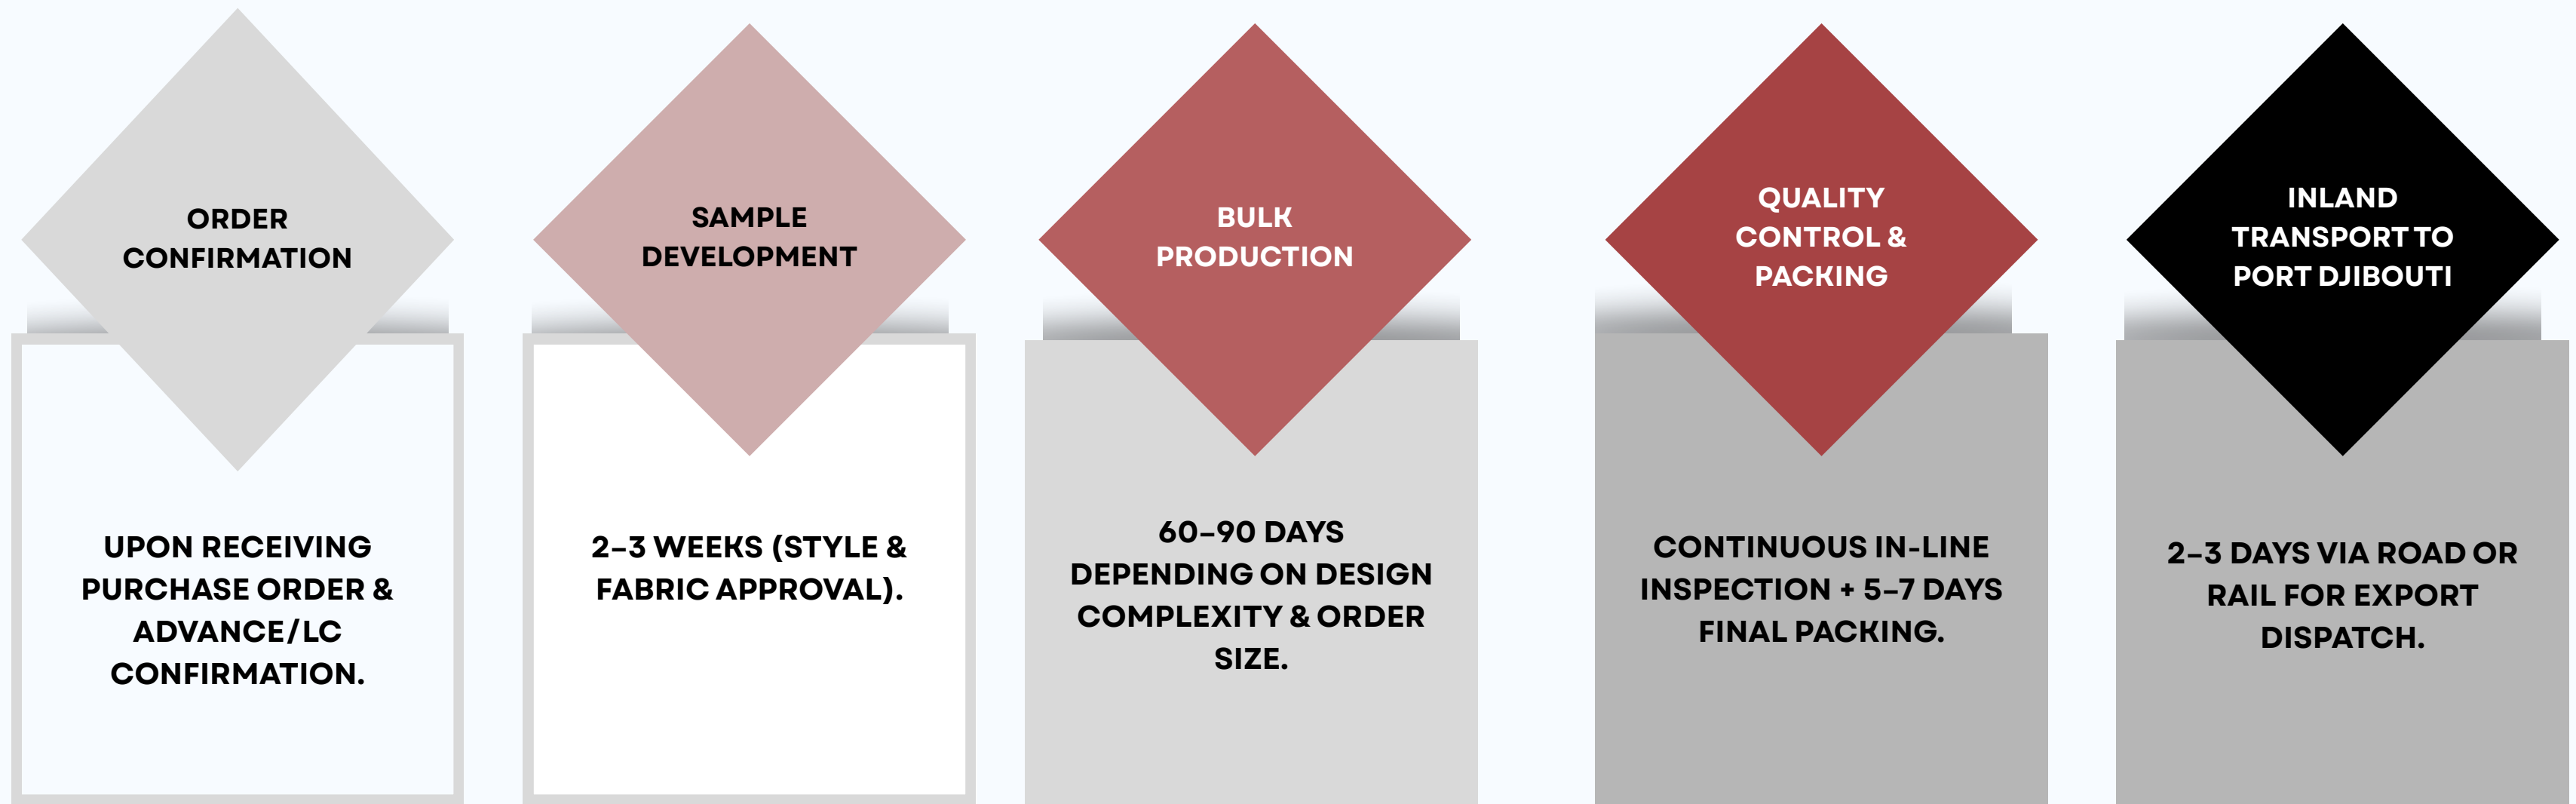 ORDER
CONFIRMATION
UPON RECEIVING
PURCHASE ORDER &
ADVANCE/LC
CONFIRMATION.
SAMPLE
DEVELOPMENT
2–3 WEEKS (STYLE &
FABRIC APPROVAL).
BULK
PRODUCTION
60–90 DAYS
DEPENDING ON DESIGN
COMPLEXITY & ORDER
SIZE.
QUALITY
CONTROL &
PACKING
CONTINUOUS IN-LINE
INSPECTION + 5–7 DAYS
FINAL PACKING.
INLAND
TRANSPORT TO
PORT DJIBOUTI
2–3 DAYS VIA ROAD OR
RAIL FOR EXPORT
DISPATCH.